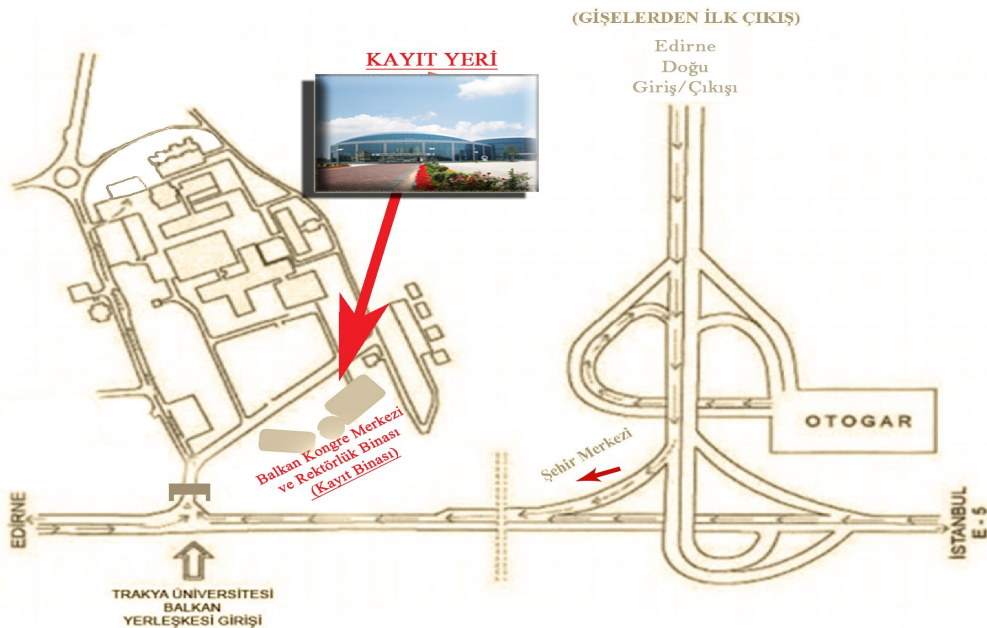 (GİŞELERDEN İLK ÇIKIŞ)
Edirne
Doğu
Giriş/Çıkışı
KAYIT YERİ
OTOGAR
Şehir Merkezi
Balkan Kongre Merkezi
ve Rektörlük Binası
(Kayıt Binası)
EDİRNE
İSTANBUL
E - 5
TRAKYA ÜNİVERSİTESİ
BALKAN
YERLEŞKESİ GİRİŞİ